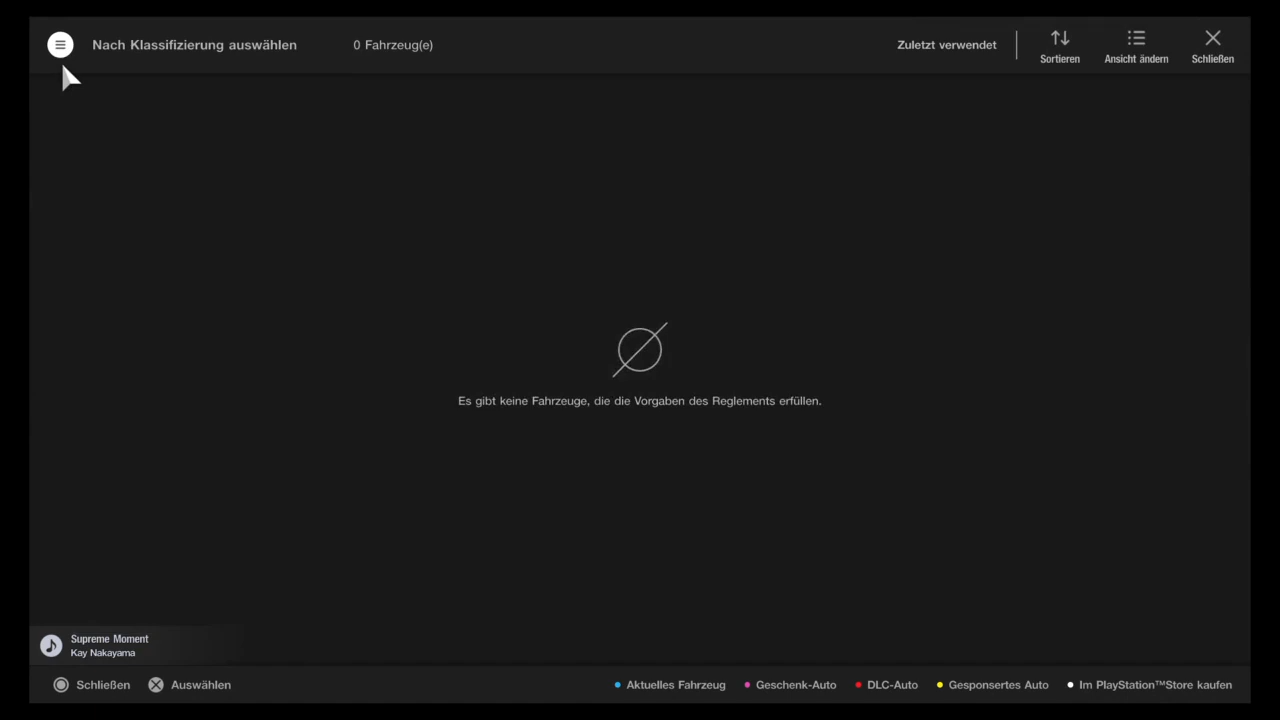 Nach Klassifizierung auswählen
0 Fahrzeug(e)
Zuletzt verwendet
Sortieren
Ansicht ändern
Schließen
Es gibt keine Fahrzeuge, die die Vorgaben des Reglements erfüllen.
Supreme Moment
Kay Nakayama
Schließen
Auswählen
Aktuelles Fahrzeug
Geschenk-Auto
DLC-Auto
Gesponsertes Auto
Im PlayStation™Store kaufen